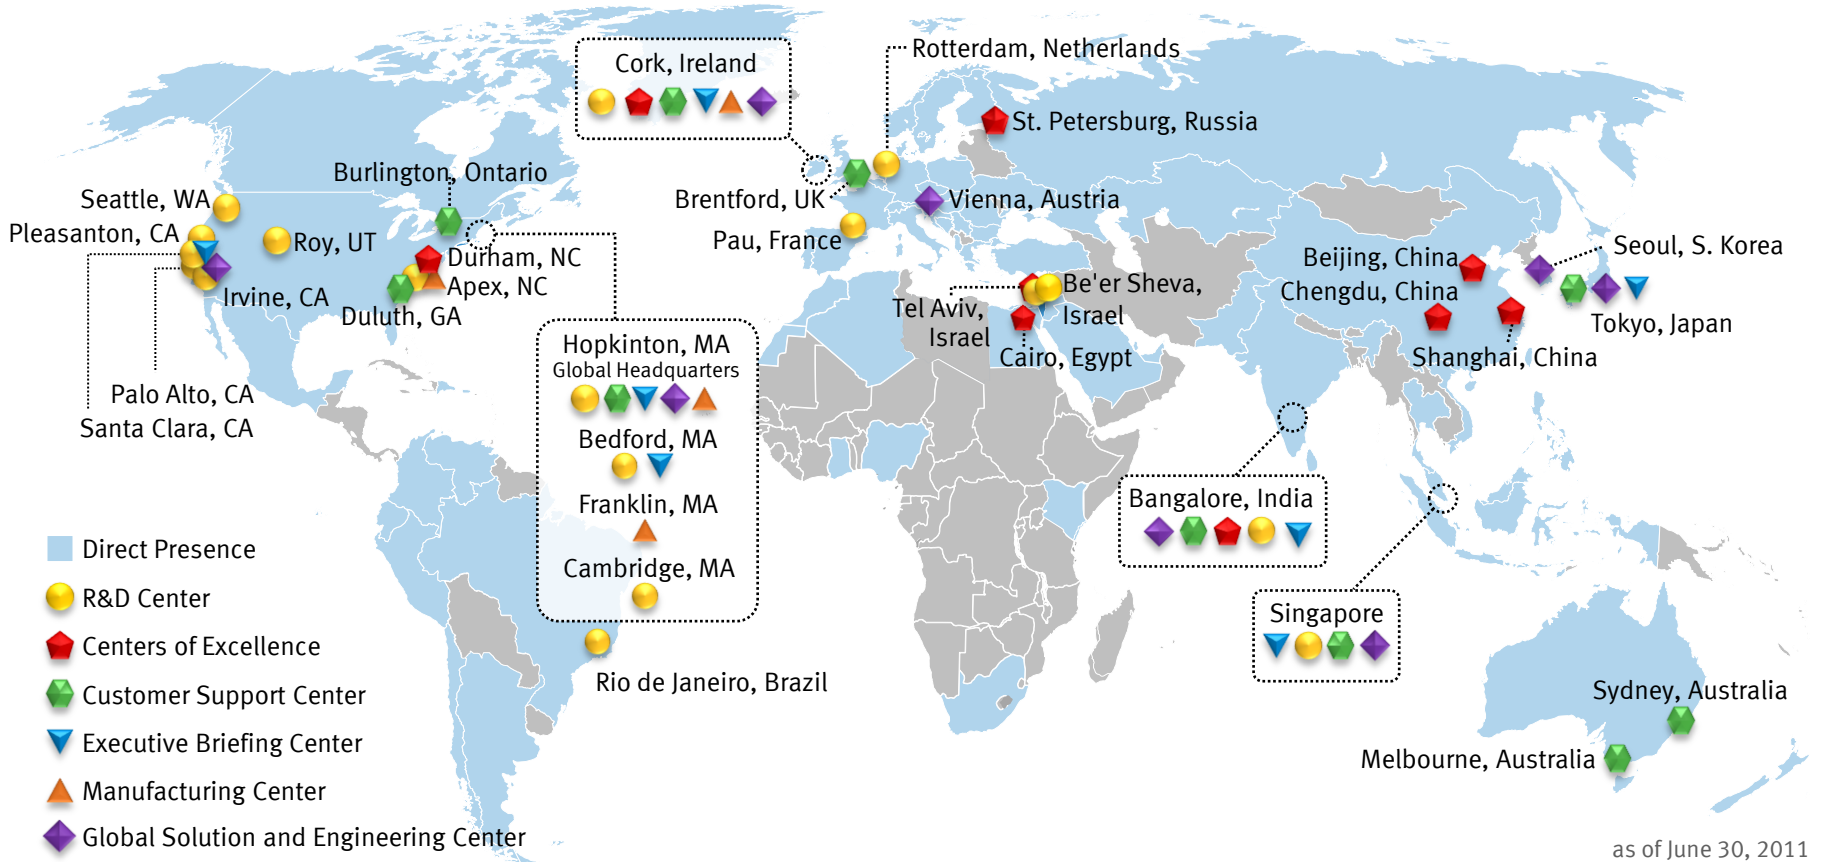 Rotterdam, Netherlands
Cork, Ireland
St. Petersburg, Russia
Burlington, Ontario
Seattle, WA
Brentford, UK
Vienna, Austria
Pleasanton, CA
Roy, UT
Pau, France
Seoul, S. Korea
Durham, NC
Beijing, China
Apex, NC
Be'er Sheva,
Israel
Chengdu, China
Irvine, CA
Duluth, GA
Tel Aviv,
Israel
Tokyo, Japan
Cairo, Egypt
Shanghai, China
Hopkinton, MA
Global Headquarters
Palo Alto, CA
Santa Clara, CA
Bedford, MA
Franklin, MA
Bangalore, India
Cambridge, MA
Singapore
Rio de Janeiro, Brazil
Sydney, Australia
Melbourne, Australia
Direct Presence
R&D Center
Centers of Excellence
Customer Support Center
Executive Briefing Center
Manufacturing Center
Global Solution and Engineering Center
as of June 30, 2011